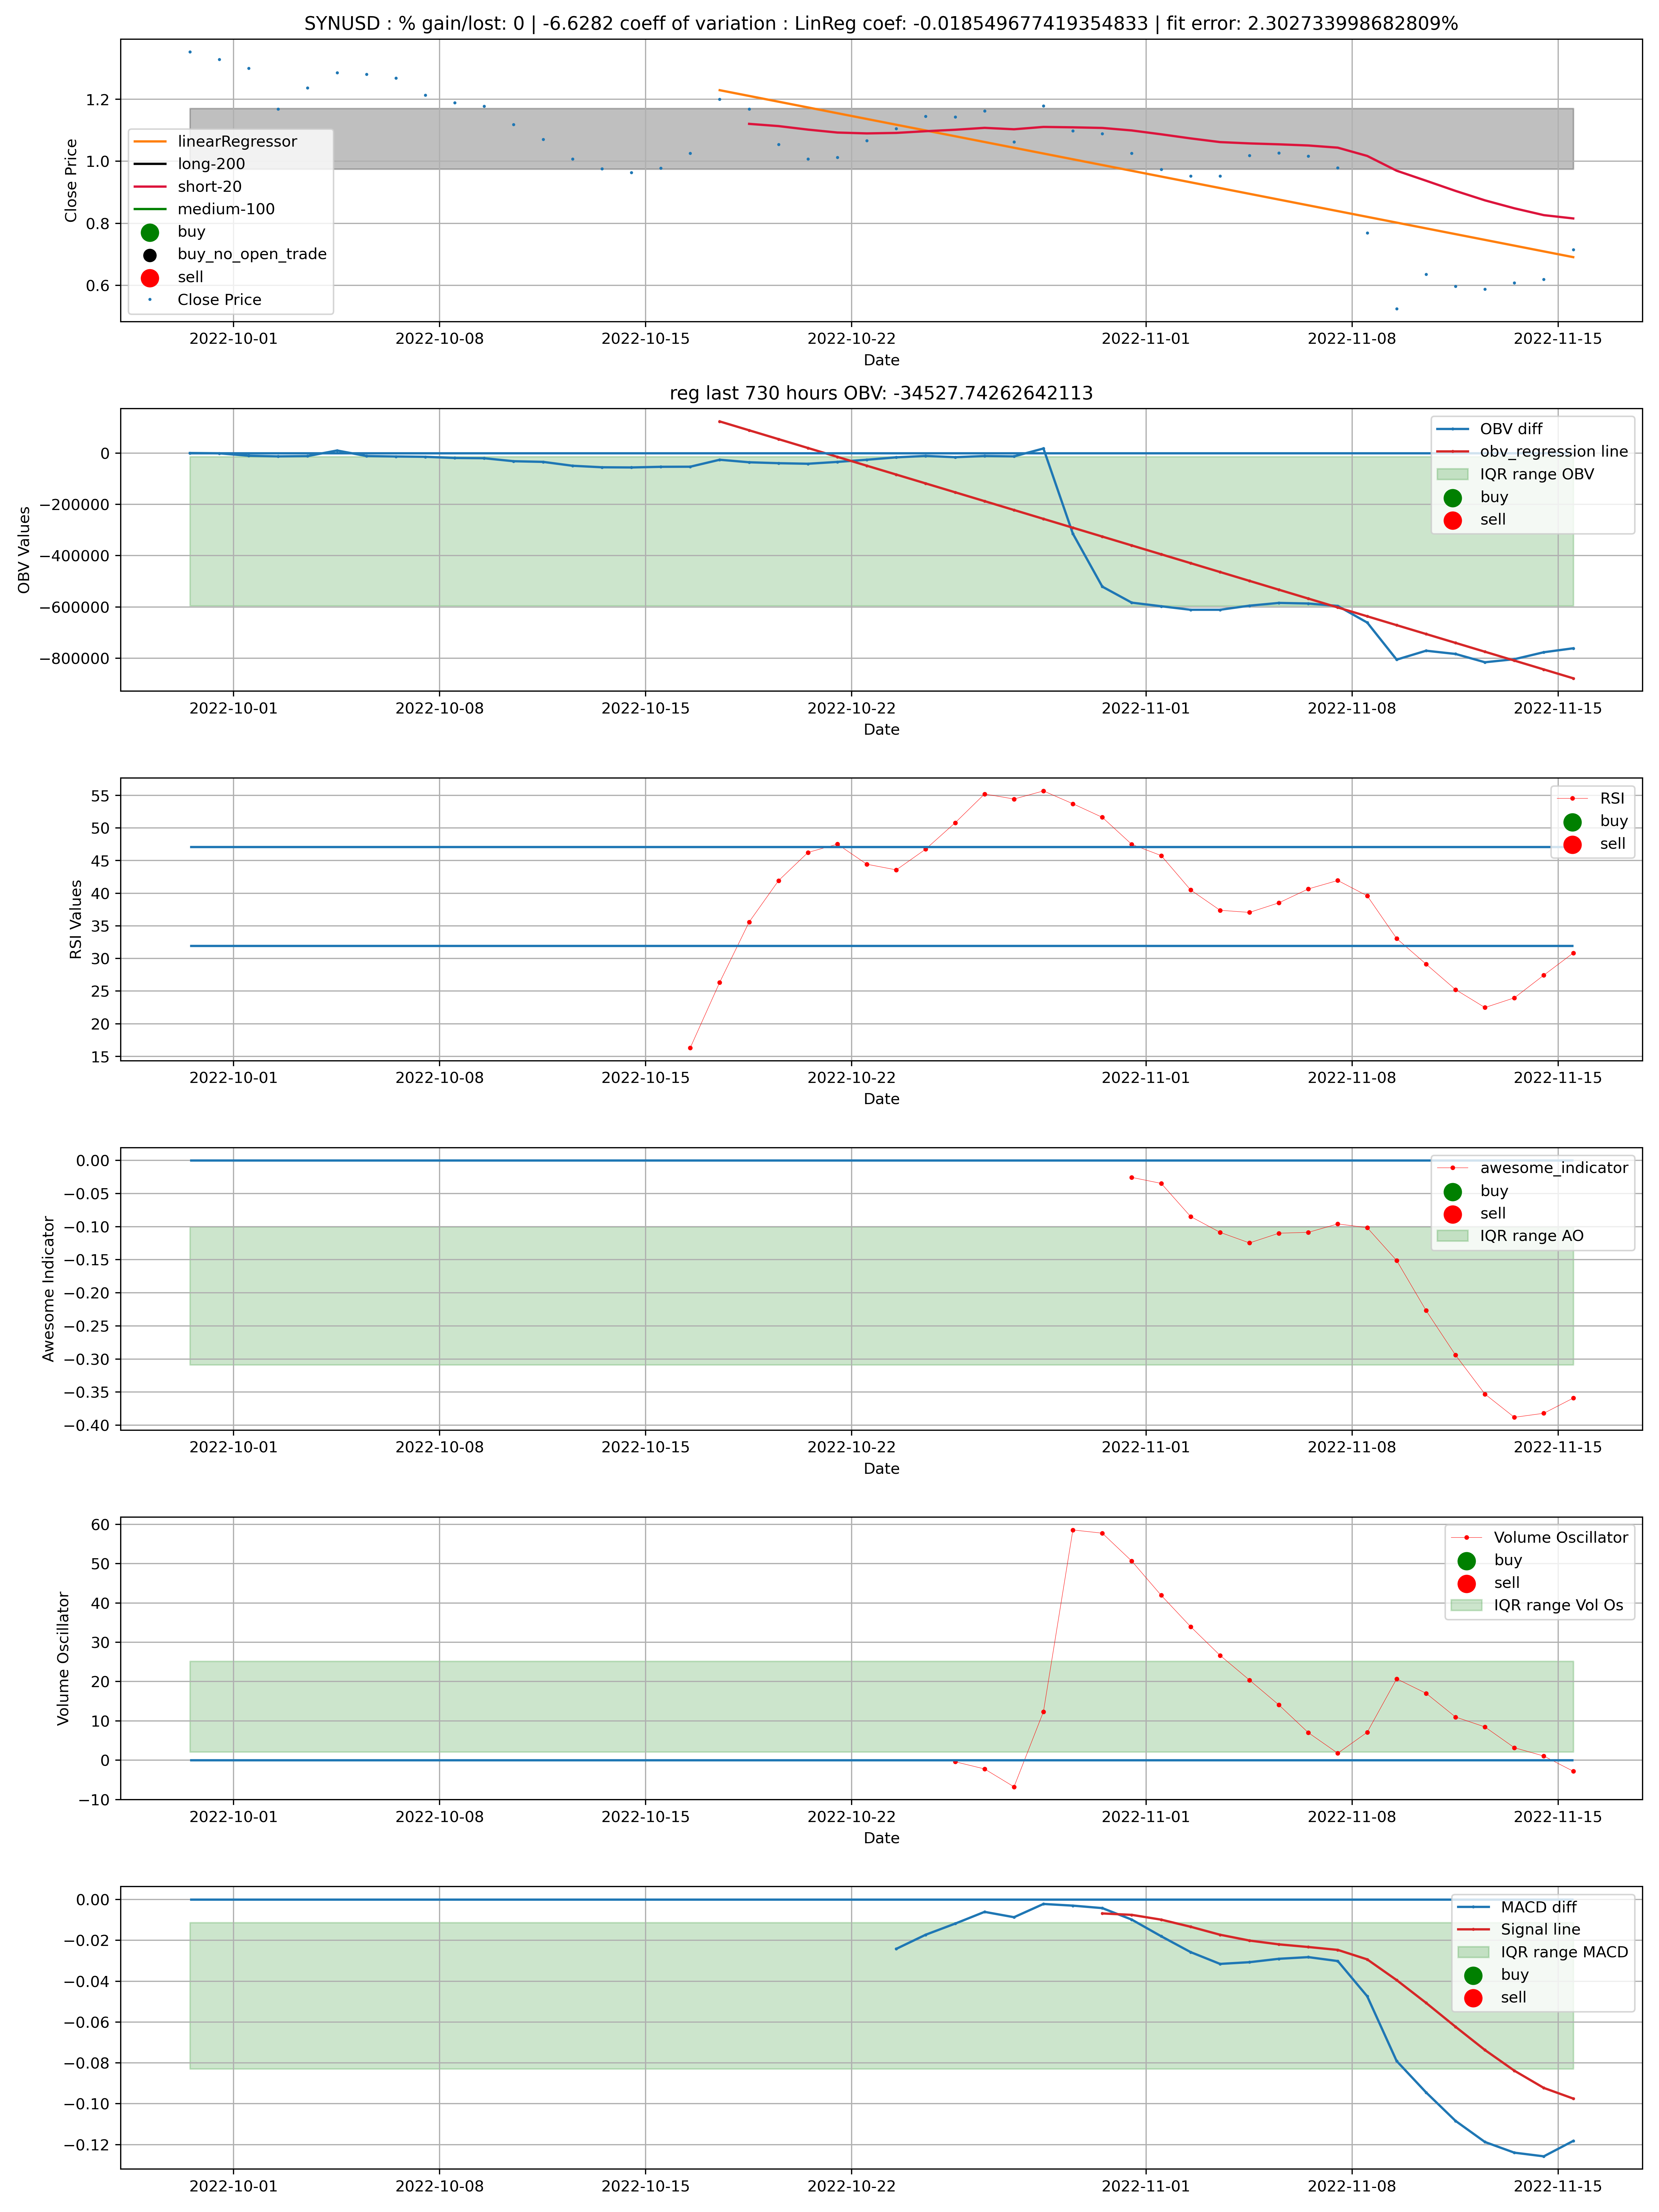 SYNUSD : % gain/lost: 0 | -6.6282 coeff of variation : LinReg coef: -0.018549677419354833 | fit error: 2.302733998682809%
Close Price
1.2
1.0
0.8
0.6
linearRegressor
long-200
short-20
medium-100
buy
buy_no_open_trade
sell
Close Price
2022-10-01 2022-10-08 2022-10-15 2022-10-22 2022-11-01 2022-11-08 2022-11-15
Date
reg last 730 hours OBV: -34527.74262642113
OBV Values
0
−200000
−400000
−600000
−800000
OBV diff
obv_regression line
IQR range OBV
buy
sell
2022-10-01 2022-10-08 2022-10-15 2022-10-22 2022-11-01 2022-11-08 2022-11-15
Date
RSI Values
55
50
45
40
35
30
25
20
15
RSI
buy
sell
2022-10-01 2022-10-08 2022-10-15 2022-10-22 2022-11-01 2022-11-08 2022-11-15
Date
Awesome Indicator
0.00
−0.05
−0.10
−0.15
−0.20
−0.25
−0.30
−0.35
−0.40
awesome_indicator
buy
sell
IQR range AO
2022-10-01 2022-10-08 2022-10-15 2022-10-22 2022-11-01 2022-11-08 2022-11-15
Date
Volume Oscillator
60
50
40
30
20
10
0
−10
Volume Oscillator
buy
sell
IQR range Vol Os
2022-10-01 2022-10-08 2022-10-15 2022-10-22 2022-11-01 2022-11-08 2022-11-15
Date
0.00
−0.02
−0.04
−0.06
−0.08
−0.10
−0.12
MACD diff
Signal line
IQR range MACD
buy
sell
2022-10-01 2022-10-08 2022-10-15 2022-10-22 2022-11-01 2022-11-08 2022-11-15